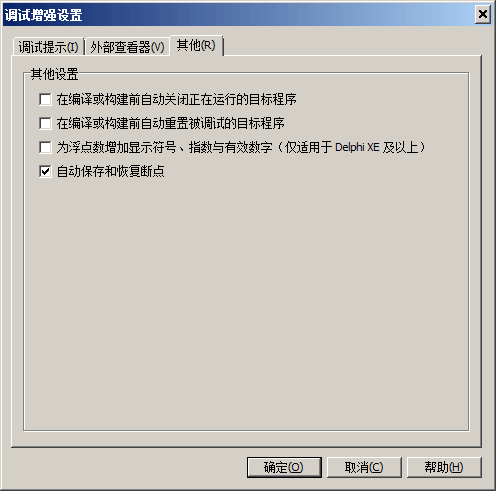 调试增强设置
调试提示(I) 外部查看器(V) 其他(R)
其他设置
在编译或构建前自动关闭正在运行的目标程序
在编译或构建前自动重置被调试的目标程序
为浮点数增加显示符号、指数与有效数字（仅适用于 Delphi XE 及以上）
自动保存和恢复断点
确定(O) 取消(C) 帮助(H)